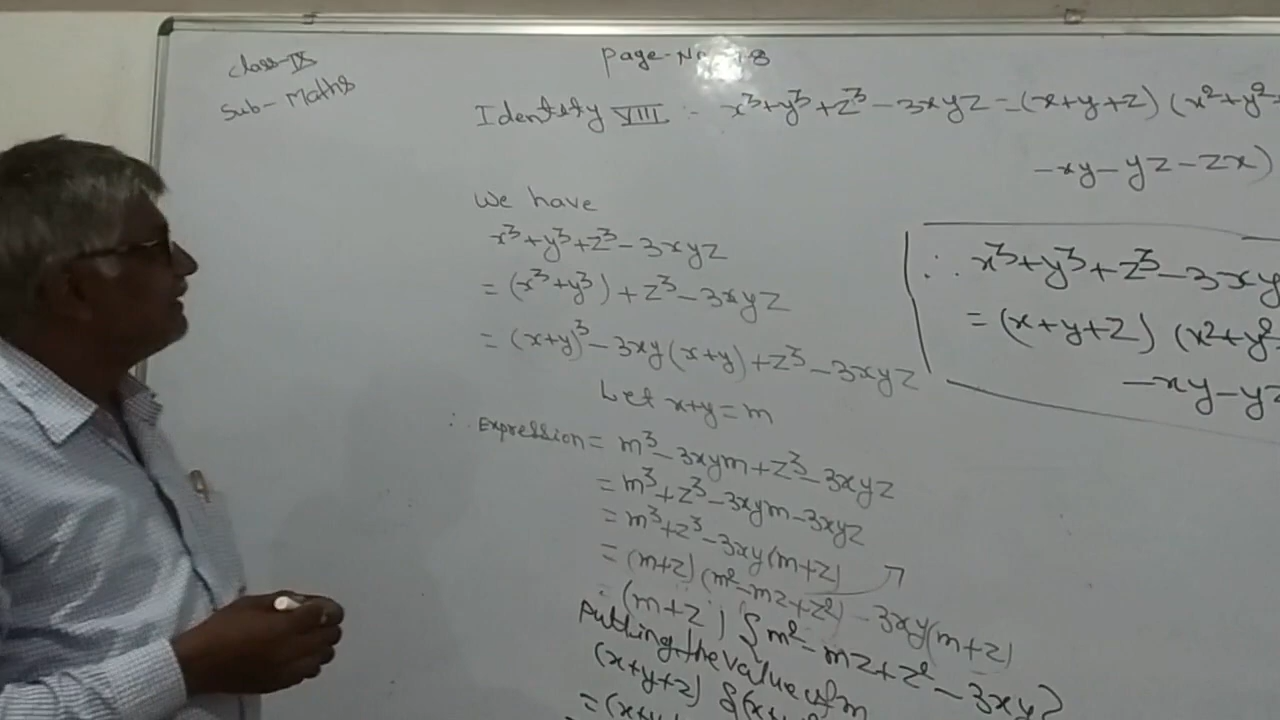 Class-IX
Sub-Maths
Page-No 18
Identity VIII :- x³+y³+z³-3xyz=(x+y+z) (x²+y²+
-xy-yz-zx)
We have
x³+y³+z³-3xyz
=(x³+y³)+z³-3xyz
=(x+y)³-3xy(x+y)+z³-3xyz
Let x+y=m
∴ Expression= m³-3xym+z³-3xyz
=m³+z³-3xym-3xyz
=m³+z³-3xy(m+z)
=(m+z)(m²-mz+z²)-3xy(m+z)
=(m+z){m²-mz+z²-3xy}
Putting the value of m
(x+y+z) {(x+
=(x+y
∴ x³+y³+z³-3xy
=(x+y+z) (x²+y²
-xy-yz